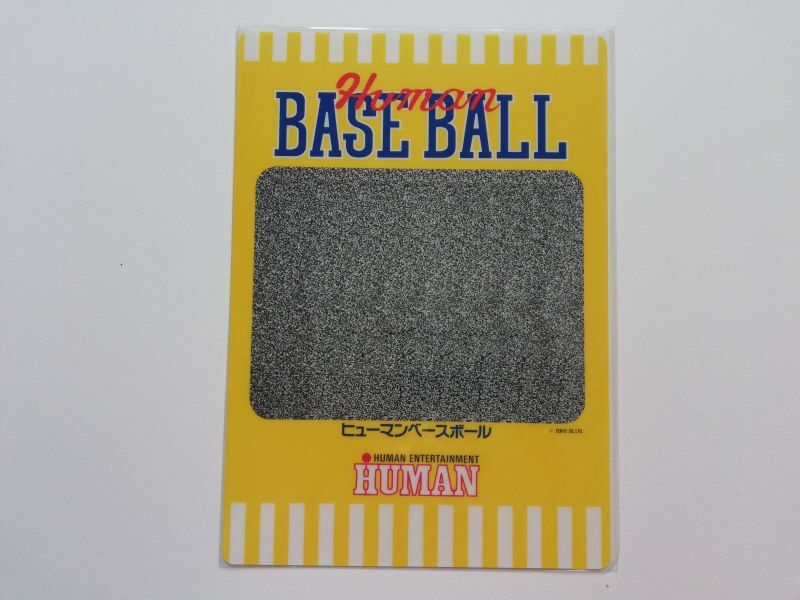 Human
BASE BALL
ヒューマンベースボール
© TENYO CO.,LTD.
HUMAN ENTERTAINMENT
HUMAN